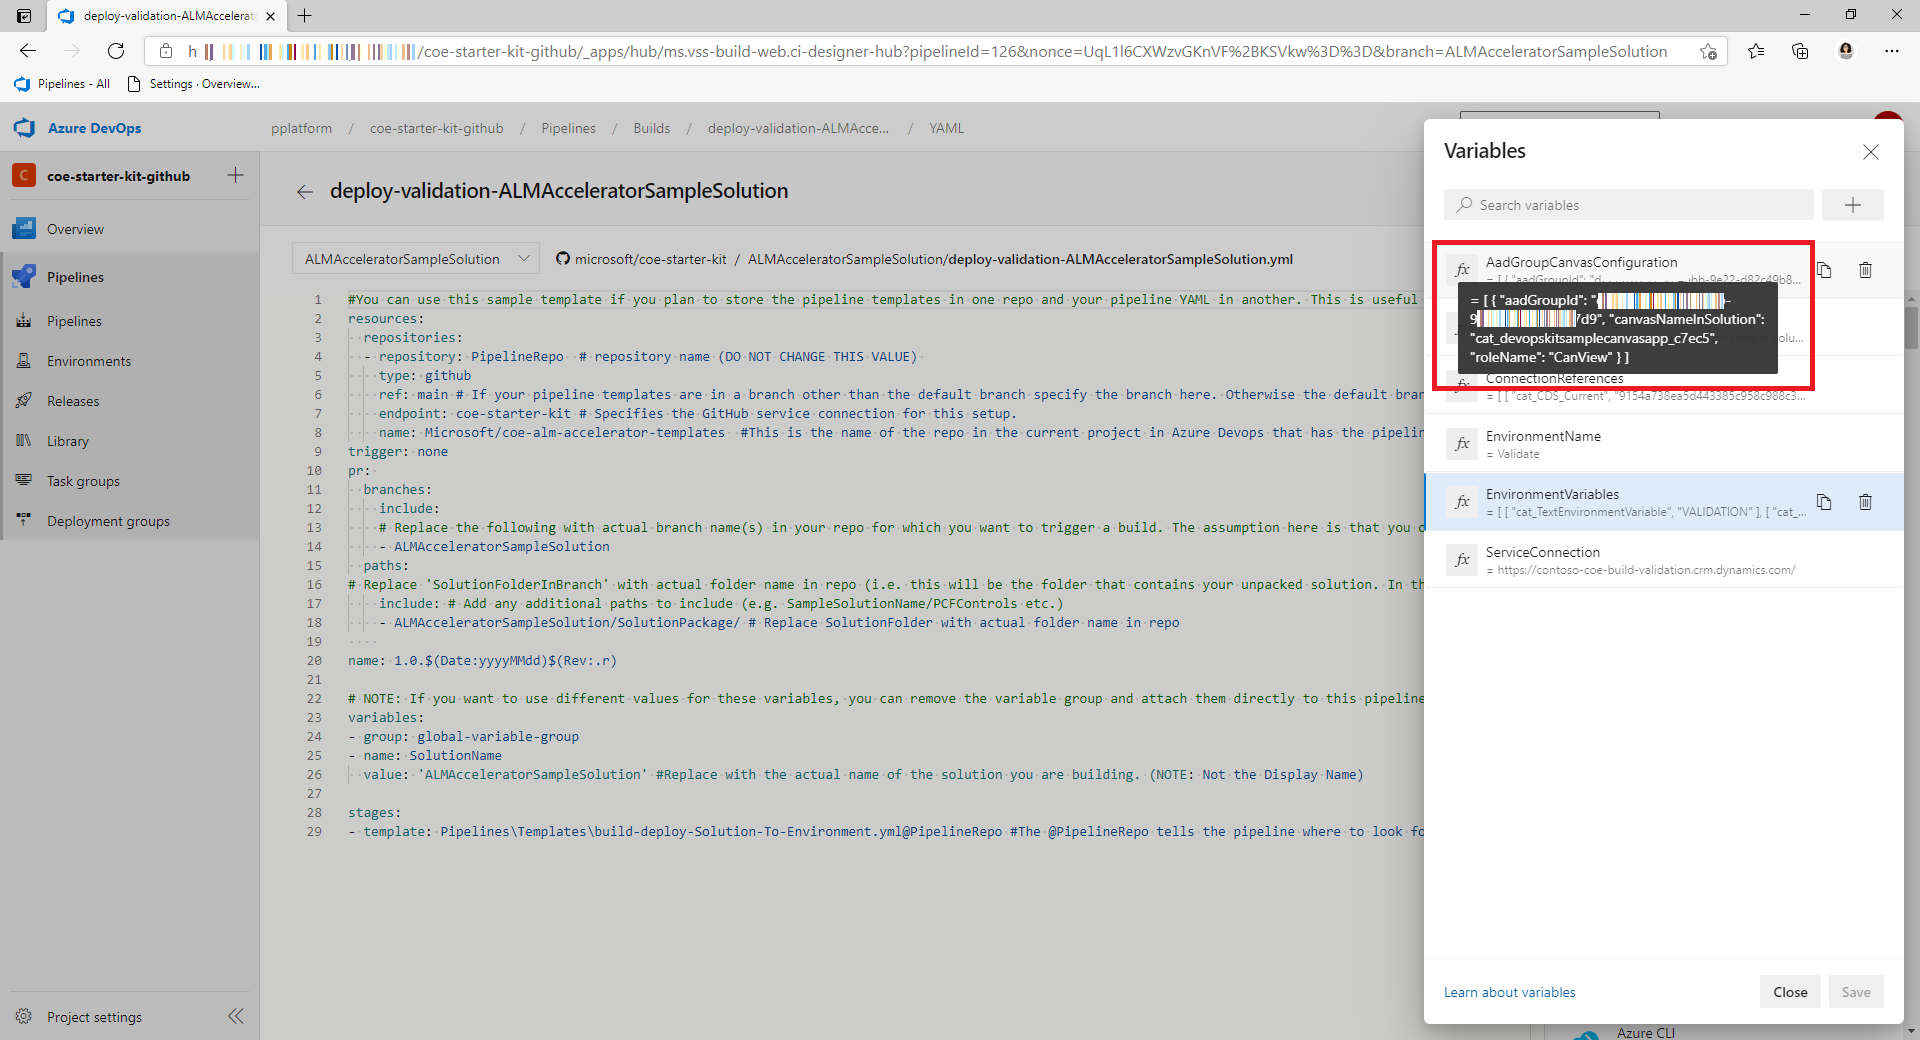 deploy-validation-ALMAccelerat
/coe-starter-kit-github/_apps/hub/ms.vss-build-web.ci-designer-hub?pipelineId=126&nonce=UqL1l6CXWzvGKnVF%2BKSVkw%3D%3D&branch=ALMAcceleratorSampleSolution
Pipelines - All
Settings · Overview...
Azure DevOps
pplatform / coe-starter-kit-github / Pipelines / Builds / deploy-validation-ALMAcce... / YAML
C coe-starter-kit-github
Overview
Pipelines
Pipelines
Environments
Releases
Library
Task groups
Deployment groups
Project settings
deploy-validation-ALMAcceleratorSampleSolution
ALMAcceleratorSampleSolution
microsoft/coe-starter-kit / ALMAcceleratorSampleSolution/deploy-validation-ALMAcceleratorSampleSolution.yml
1 #You can use this sample template if you plan to store the pipeline templates in one repo and your pipeline YAML in another. This is useful
2 resources:
3 repositories:
4 - repository: PipelineRepo # repository name (DO NOT CHANGE THIS VALUE)
5 type: github
6 ref: main # If your pipeline templates are in a branch other than the default branch specify the branch here. Otherwise the default bran
7 endpoint: coe-starter-kit # Specifies the GitHub service connection for this setup.
8 name: Microsoft/coe-alm-accelerator-templates #This is the name of the repo in the current project in Azure Devops that has the pipelin
9 trigger: none
10 pr:
11 branches:
12 include:
13 # Replace the following with actual branch name(s) in your repo for which you want to trigger a build. The assumption here is that you c
14 - ALMAcceleratorSampleSolution
15 paths:
16 # Replace 'SolutionFolderInBranch' with actual folder name in repo (i.e. this will be the folder that contains your unpacked solution. In th
17 include: # Add any additional paths to include (e.g. SampleSolutionName/PCFControls etc.)
18 - ALMAcceleratorSampleSolution/SolutionPackage/ # Replace SolutionFolder with actual folder name in repo
19
20 name: 1.0.$(Date:yyyyMMdd)$(Rev:.r)
21
22 # NOTE: If you want to use different values for these variables, you can remove the variable group and attach them directly to this pipeline
23 variables:
24 - group: global-variable-group
25 - name: SolutionName
26 value: 'ALMAcceleratorSampleSolution' #Replace with the actual name of the solution you are building. (NOTE: Not the Display Name)
27
28 stages:
29 - template: Pipelines\Templates\build-deploy-Solution-To-Environment.yml@PipelineRepo #The @PipelineRepo tells the pipeline where to look fo
Variables
Search variables
fx AadGroupCanvasConfiguration
= [ { "aadGroupId": "
7d9", "canvasNameInSolution":
"cat_devopskitsamplecanvasapp_c7ec5",
"roleName": "CanView" } ]
fx ConnectionReferences
= [ [ "cat_CDS_Current", "9154a738ea5d443385c958c988c3...
fx EnvironmentName
= Validate
fx EnvironmentVariables
= [ [ "cat_TextEnvironmentVariable", "VALIDATION" ], [ "cat_...
fx ServiceConnection
= https://contoso-coe-build-validation.crm.dynamics.com/
Learn about variables
Close
Save
Azure CLI